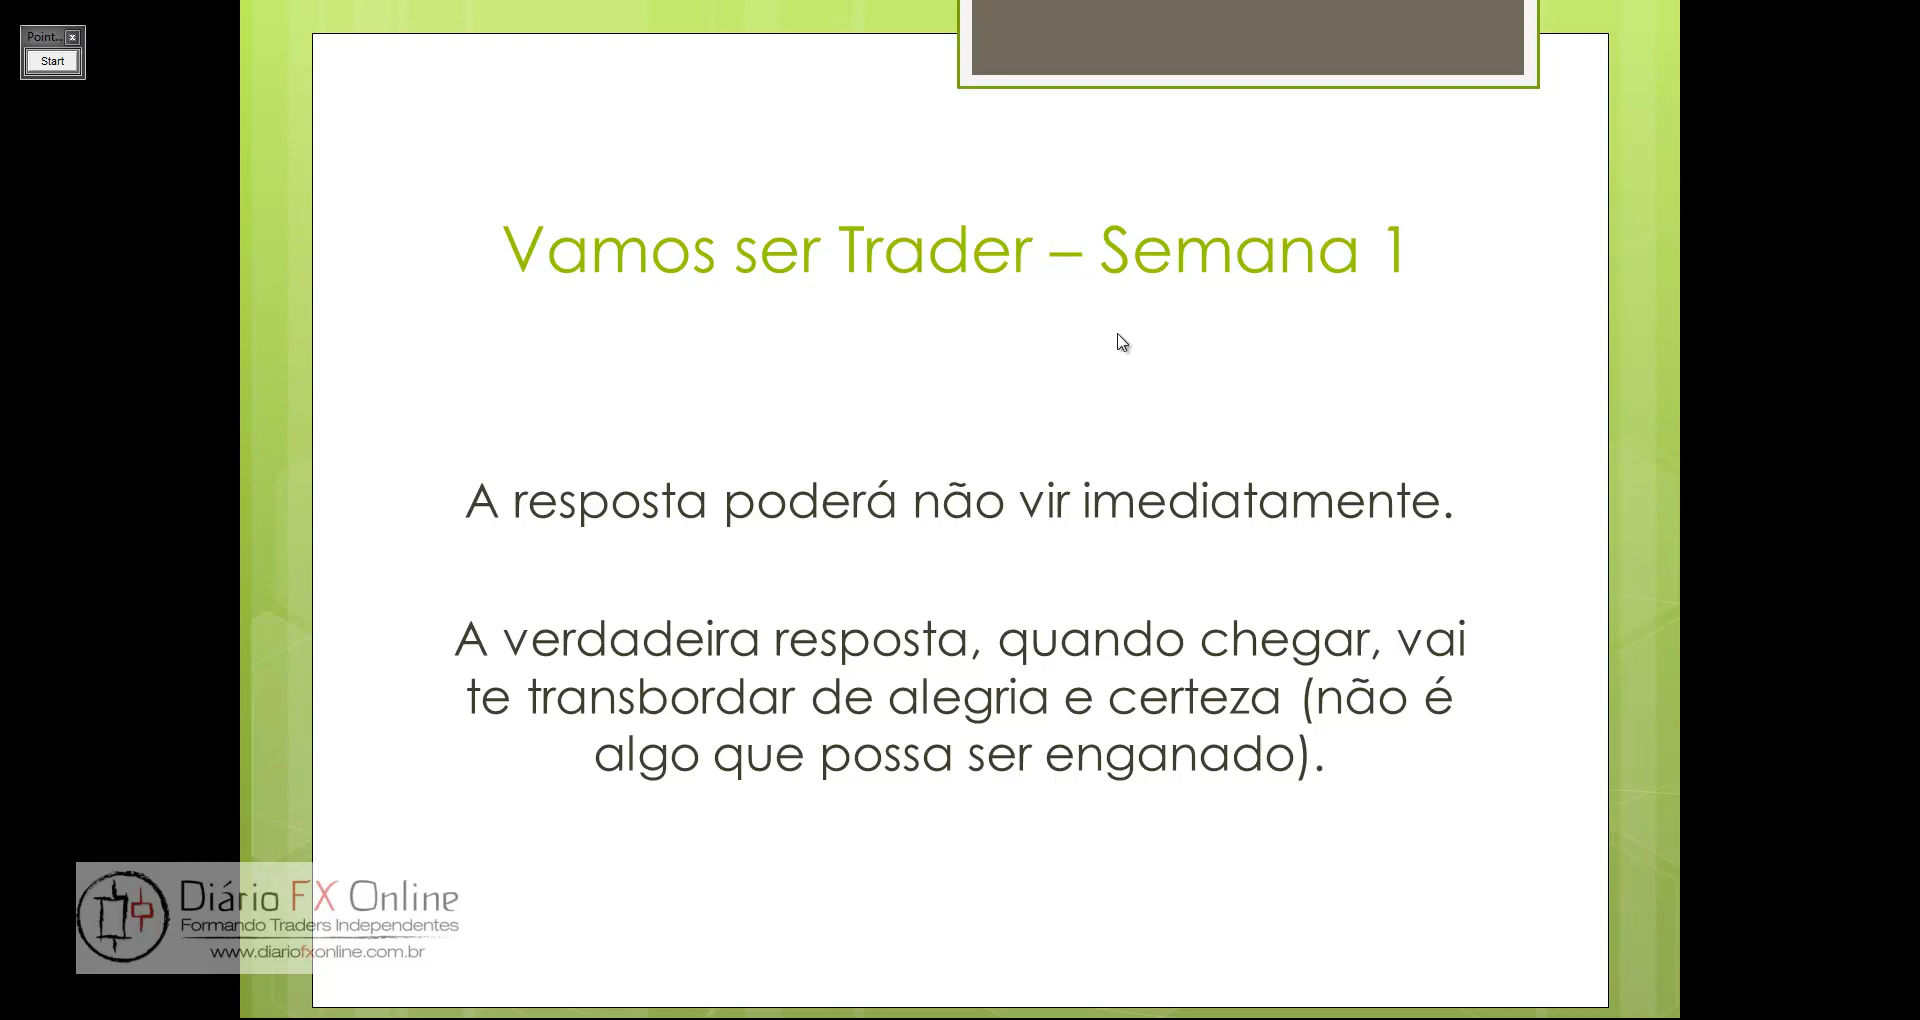 Point...
Start
Vamos ser Trader – Semana 1
A resposta poderá não vir imediatamente.
A verdadeira resposta, quando chegar, vai
te transbordar de alegria e certeza (não é
algo que possa ser enganado).
Diário FX Online
Formando Traders Independentes
www.diariofxonline.com.br